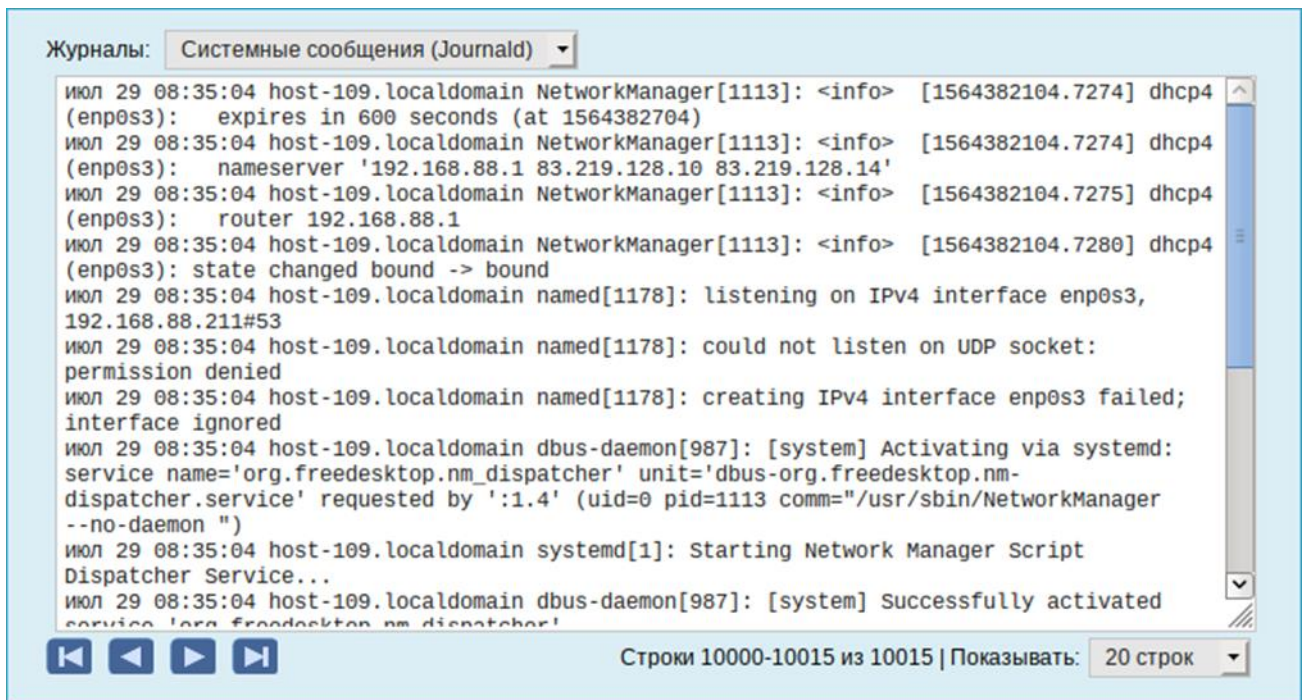 Журналы: Системные сообщения (Journald)
июл 29 08:35:04 host-109.localdomain NetworkManager[1113]: <info>  [1564382104.7274] dhcp4
(enp0s3):   expires in 600 seconds (at 1564382704)
июл 29 08:35:04 host-109.localdomain NetworkManager[1113]: <info>  [1564382104.7274] dhcp4
(enp0s3):   nameserver '192.168.88.1 83.219.128.10 83.219.128.14'
июл 29 08:35:04 host-109.localdomain NetworkManager[1113]: <info>  [1564382104.7275] dhcp4
(enp0s3):   router 192.168.88.1
июл 29 08:35:04 host-109.localdomain NetworkManager[1113]: <info>  [1564382104.7280] dhcp4
(enp0s3): state changed bound -> bound
июл 29 08:35:04 host-109.localdomain named[1178]: listening on IPv4 interface enp0s3,
192.168.88.211#53
июл 29 08:35:04 host-109.localdomain named[1178]: could not listen on UDP socket:
permission denied
июл 29 08:35:04 host-109.localdomain named[1178]: creating IPv4 interface enp0s3 failed;
interface ignored
июл 29 08:35:04 host-109.localdomain dbus-daemon[987]: [system] Activating via systemd:
service name='org.freedesktop.nm_dispatcher' unit='dbus-org.freedesktop.nm-
dispatcher.service' requested by ':1.4' (uid=0 pid=1113 comm="/usr/sbin/NetworkManager
--no-daemon ")
июл 29 08:35:04 host-109.localdomain systemd[1]: Starting Network Manager Script
Dispatcher Service...
июл 29 08:35:04 host-109.localdomain dbus-daemon[987]: [system] Successfully activated
service 'org.freedesktop.nm_dispatcher'
Строки 10000-10015 из 10015 | Показывать: 20 строк